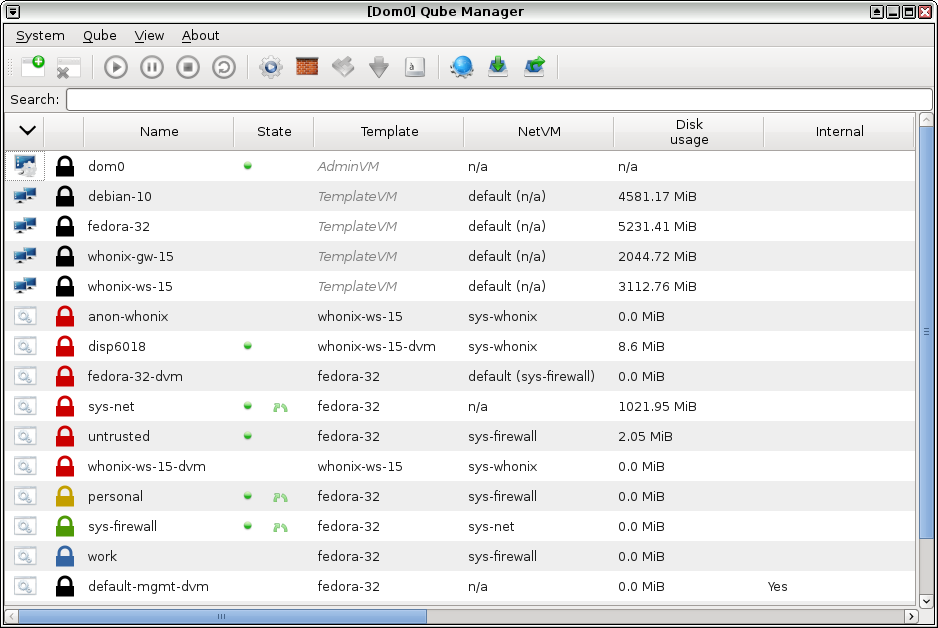 [Dom0] Qube Manager
System Qube View About
Search:
Name State Template NetVM Disk usage Internal
dom0 AdminVM n/a n/a
debian-10 TemplateVM default (n/a) 4581.17 MiB
fedora-32 TemplateVM default (n/a) 5231.41 MiB
whonix-gw-15 TemplateVM default (n/a) 2044.72 MiB
whonix-ws-15 TemplateVM default (n/a) 3112.76 MiB
anon-whonix whonix-ws-15 sys-whonix 0.0 MiB
disp6018 whonix-ws-15-dvm sys-whonix 8.6 MiB
fedora-32-dvm fedora-32 default (sys-firewall) 0.0 MiB
sys-net fedora-32 n/a 1021.95 MiB
untrusted fedora-32 sys-firewall 2.05 MiB
whonix-ws-15-dvm whonix-ws-15 sys-whonix 0.0 MiB
personal fedora-32 sys-firewall 0.0 MiB
sys-firewall fedora-32 sys-net 0.0 MiB
work fedora-32 sys-firewall 0.0 MiB
default-mgmt-dvm fedora-32 n/a 0.0 MiB Yes